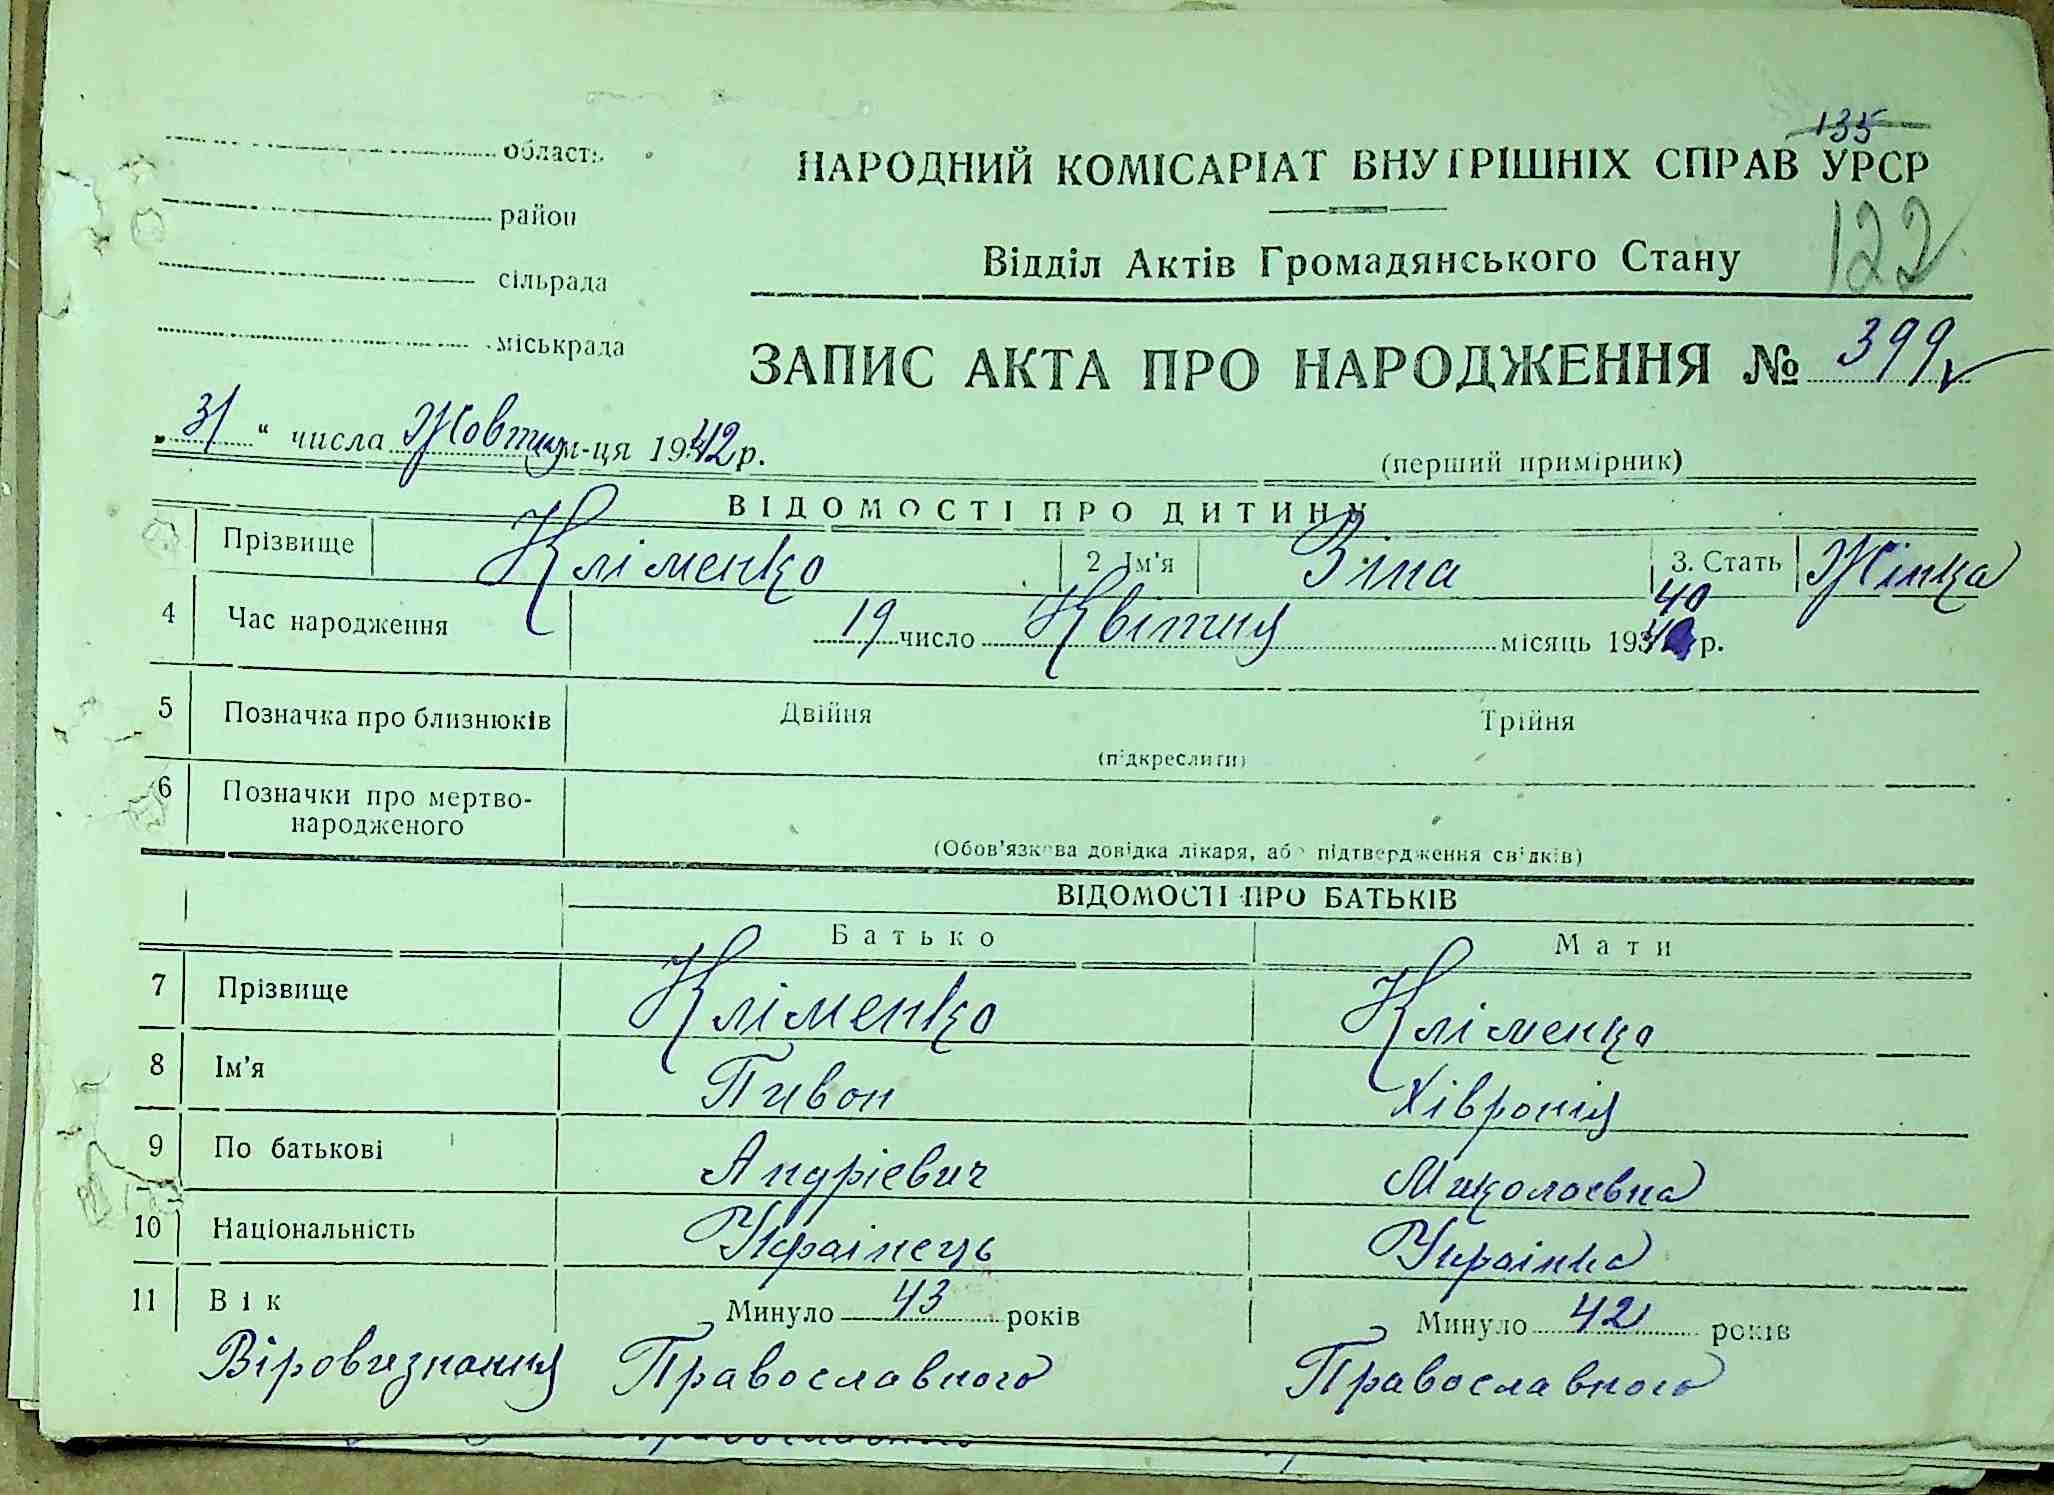 135
область
НАРОДНИЙ КОМІСАРІАТ ВНУТРІШНІХ СПРАВ УРСР
район
122
Відділ Актів Громадянського Стану
сільрада
міськрада
ЗАПИС АКТА ПРО НАРОДЖЕННЯ № 399
„31“ числа Жовтня м-ця 1942 р.
(перший примірник)
ВІДОМОСТІ ПРО ДИТИНУ
Прізвище Кліменко 2 Ім'я Зіна 3. Стать Жінка
40
4 Час народження 19 число Квітня місяць 194 р.
5 Позначка про близнюків Двійня Трійня
(підкреслити)
6 Позначки про мертво-
народженого
(Обов'язкова довідка лікаря, або підтвердження свідків)
ВІДОМОСТІ ПРО БАТЬКІВ
Батько Мати
7 Прізвище Кліменко Кліменко
8 Ім'я Пивон Хівронія
9 По батькові Андрієвич Миколаєвна
10 Національність Українець Українка
11 Вік Минуло 43 років Минуло 42 років
Віровизнання Православного Православного